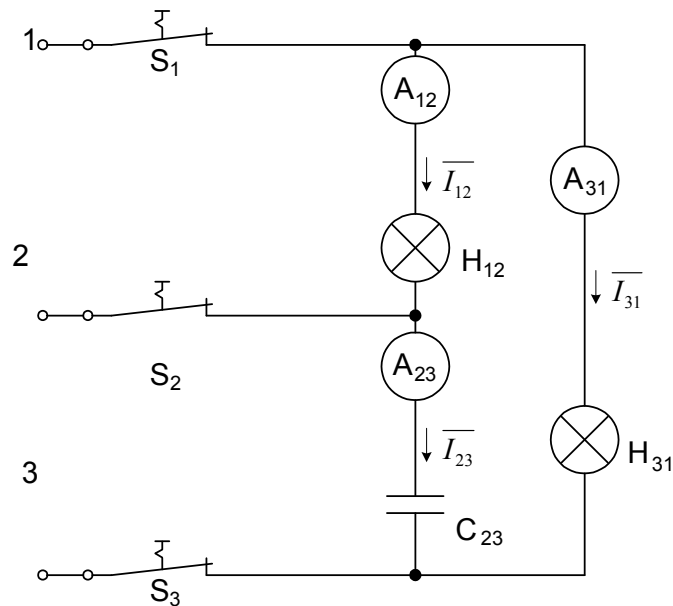 1
S₁
A₁₂
I₁₂
A₃₁
2
H₁₂
I₃₁
S₂
A₂₃
I₂₃
3
H₃₁
C₂₃
S₃